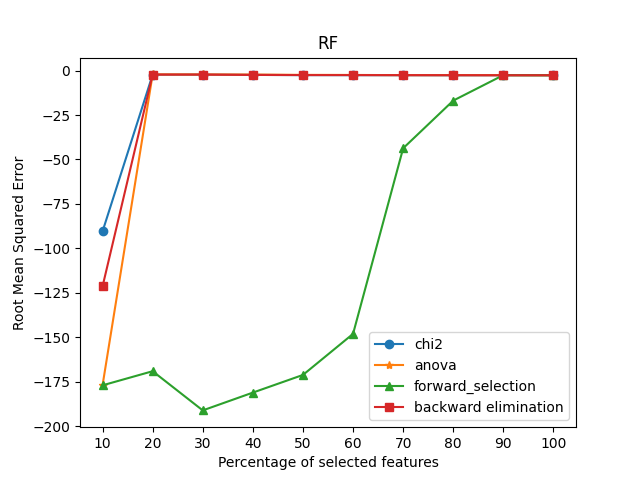 RF
Root Mean Squared Error
0
−25
−50
−75
−100
−125
−150
−175
−200
chi2
anova
forward_selection
backward elimination
10 20 30 40 50 60 70 80 90 100
Percentage of selected features